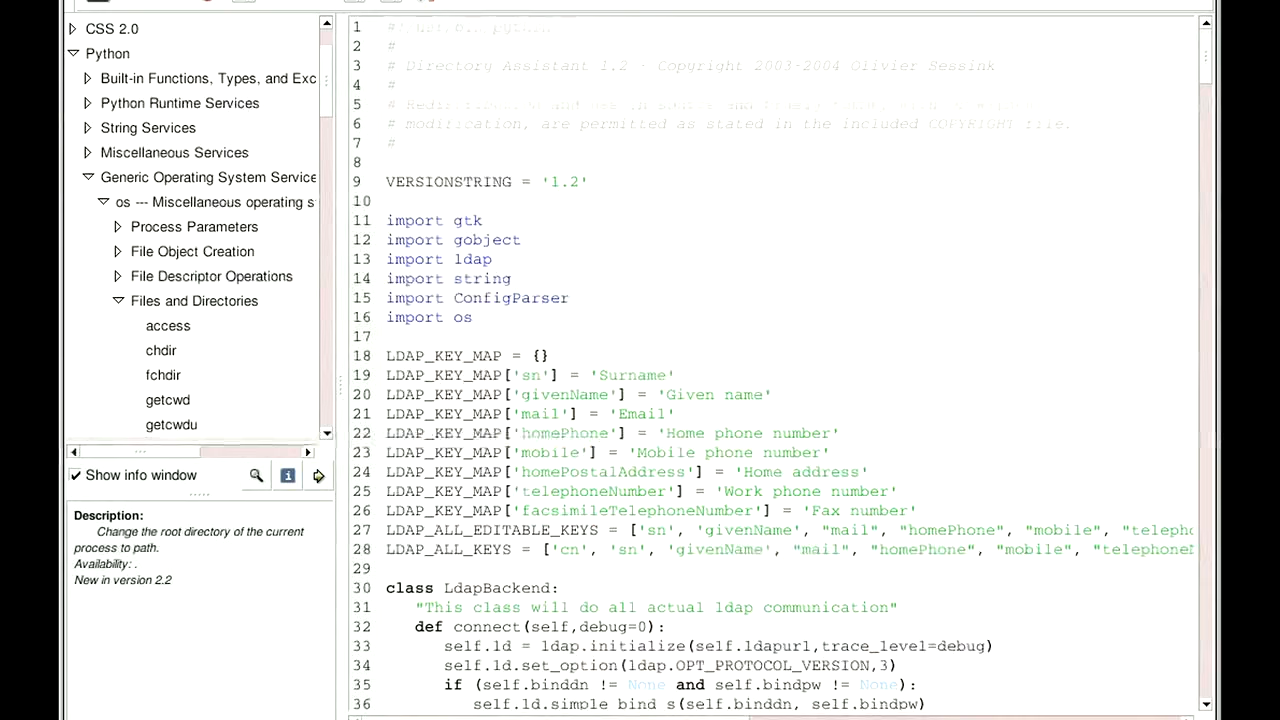 CSS 2.0
Python
Built-in Functions, Types, and Exc
Python Runtime Services
String Services
Miscellaneous Services
Generic Operating System Service
os --- Miscellaneous operating s
Process Parameters
File Object Creation
File Descriptor Operations
Files and Directories
access
chdir
fchdir
getcwd
getcwdu
Show info window
Description:
Change the root directory of the current
process to path.
Availability: .
New in version 2.2
1
2 #
3 # Directory Assistant 1.2 - Copyright 2003-2004 Olivier Sessink
4 #
5 # and use in source and
6 # modification, are permitted as stated in the included COPYRIGHT file.
7 #
8
9 VERSIONSTRING = '1.2'
10
11 import gtk
12 import gobject
13 import ldap
14 import string
15 import ConfigParser
16 import os
17
18 LDAP_KEY_MAP = {}
19 LDAP_KEY_MAP['sn'] = 'Surname'
20 LDAP_KEY_MAP['givenName'] = 'Given name'
21 LDAP_KEY_MAP['mail'] = 'Email'
22 LDAP_KEY_MAP['homePhone'] = 'Home phone number'
23 LDAP_KEY_MAP['mobile'] = 'Mobile phone number'
24 LDAP_KEY_MAP['homePostalAddress'] = 'Home address'
25 LDAP_KEY_MAP['telephoneNumber'] = 'Work phone number'
26 LDAP_KEY_MAP['facsimileTelephoneNumber'] = 'Fax number'
27 LDAP_ALL_EDITABLE_KEYS = ['sn', 'givenName', "mail", "homePhone", "mobile", "telepho
28 LDAP_ALL_KEYS = ['cn', 'sn', 'givenName', "mail", "homePhone", "mobile", "telephoneN
29
30 class LdapBackend:
31 "This class will do all actual ldap communication"
32 def connect(self,debug=0):
33 self.ld = ldap.initialize(self.ldapurl,trace_level=debug)
34 self.ld.set_option(ldap.OPT_PROTOCOL_VERSION,3)
35 if (self.binddn != None and self.bindpw != None):
36 self.ld.simple_bind_s(self.binddn, self.bindpw)